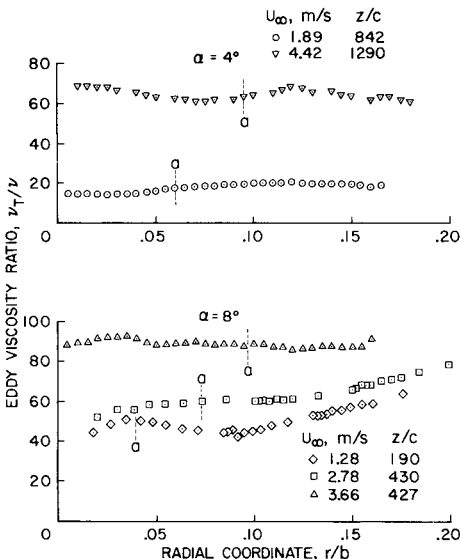 U∞, m/s z/c
○ 1.89 842
▽ 4.42 1290
α = 4°
80
60
40
20
0
a
a
.05 .10 .15 .20
EDDY VISCOSITY RATIO, νT/ν
α = 8°
100
80
60
40
20
0
a
a
a
U∞, m/s z/c
◇ 1.28 190
□ 2.78 430
△ 3.66 427
.05 .10 .15 .20
RADIAL COORDINATE, r/b